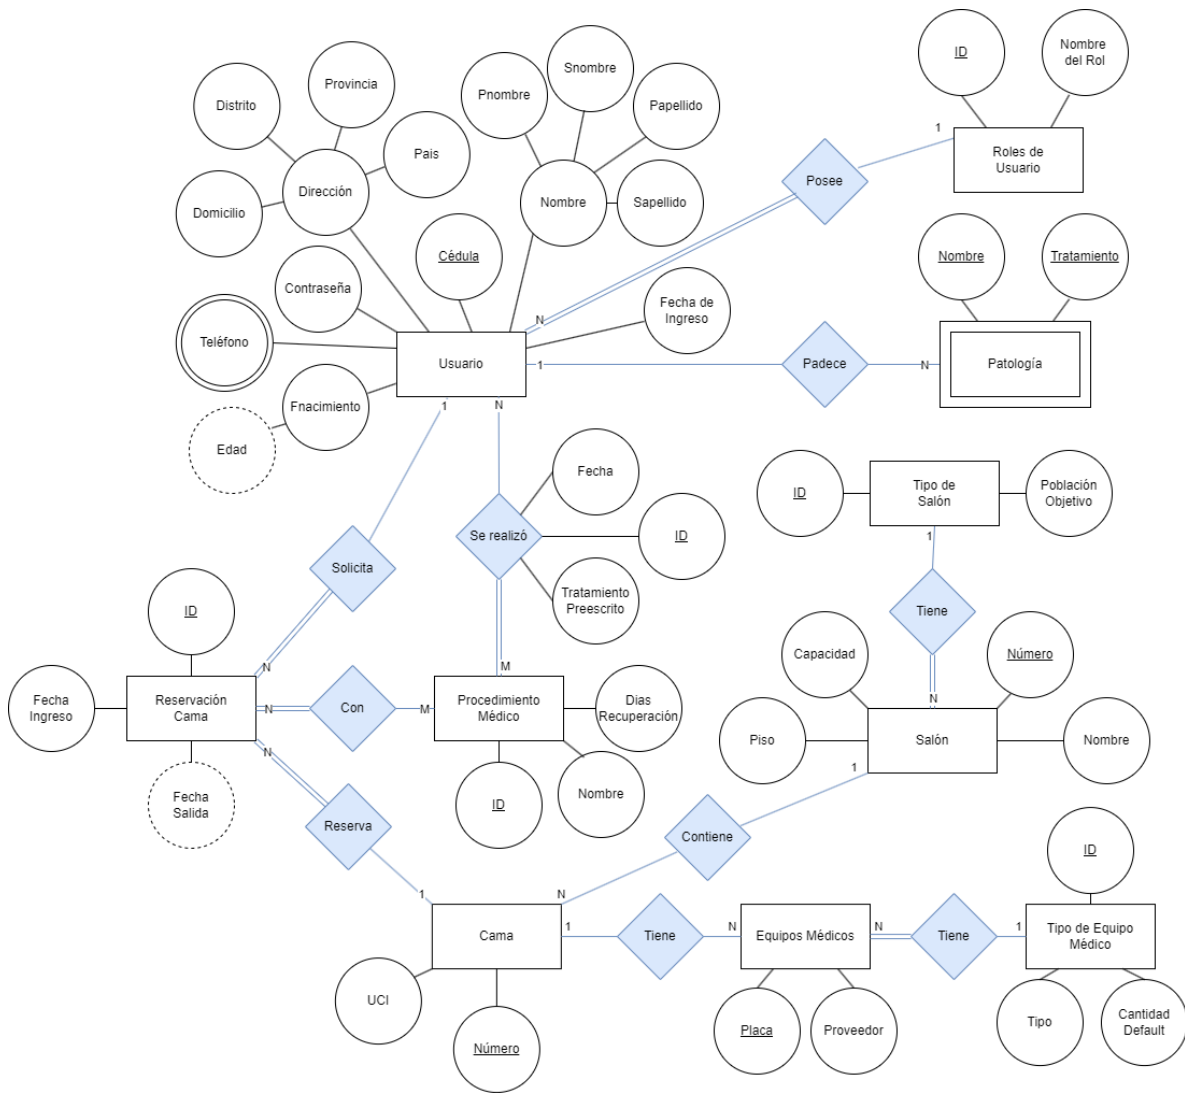 ID
Nombre
del Rol
Snombre
Provincia
Pnombre
Papellido
Distrito
1
Roles de
Usuario
Pais
Posee
Dirección
Nombre
Sapellido
Domicilio
Cédula
Nombre
Tratamiento
Contraseña
Fecha de
Ingreso
N
Teléfono
Usuario
1
Padece
N
Patología
Fnacimiento
1
N
Edad
Fecha
Tipo de
Salón
ID
Población
Objetivo
Se realizó
ID
1
Solicita
Tratamiento
Preescrito
Tiene
ID
Capacidad
Número
N
M
N
Fecha
Ingreso
Reservación
Cama
N
Con
M
Procedimiento
Médico
Dias
Recuperación
Piso
Salón
Nombre
N
1
Fecha
Salida
ID
Nombre
Reserva
Contiene
ID
1
N
Cama
1
Tiene
N
Equipos Médicos
N
Tiene
1
Tipo de Equipo
Médico
UCI
Número
Placa
Proveedor
Tipo
Cantidad
Default